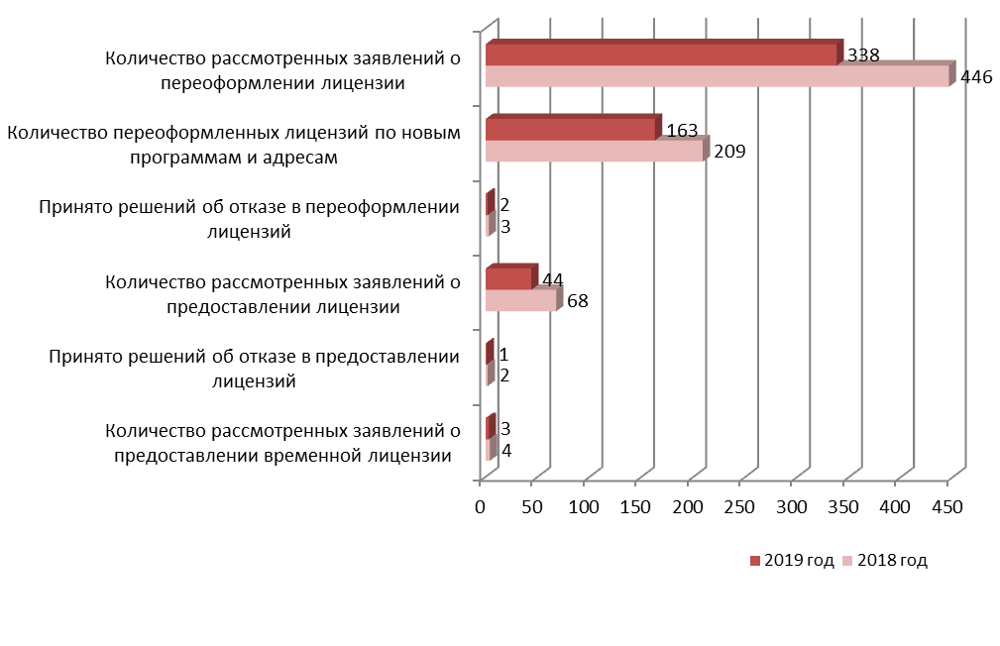 Количество рассмотренных заявлений о
переоформлении лицензии
338
446
Количество переоформленных лицензий по новым
программам и адресам
163
209
Принято решений об отказе в переоформлении
лицензий
2
3
Количество рассмотренных заявлений о
предоставлении лицензии
44
68
Принято решений об отказе в предоставлении
лицензий
1
2
Количество рассмотренных заявлений о
предоставлении временной лицензии
3
4
0 50 100 150 200 250 300 350 400 450
2019 год 2018 год